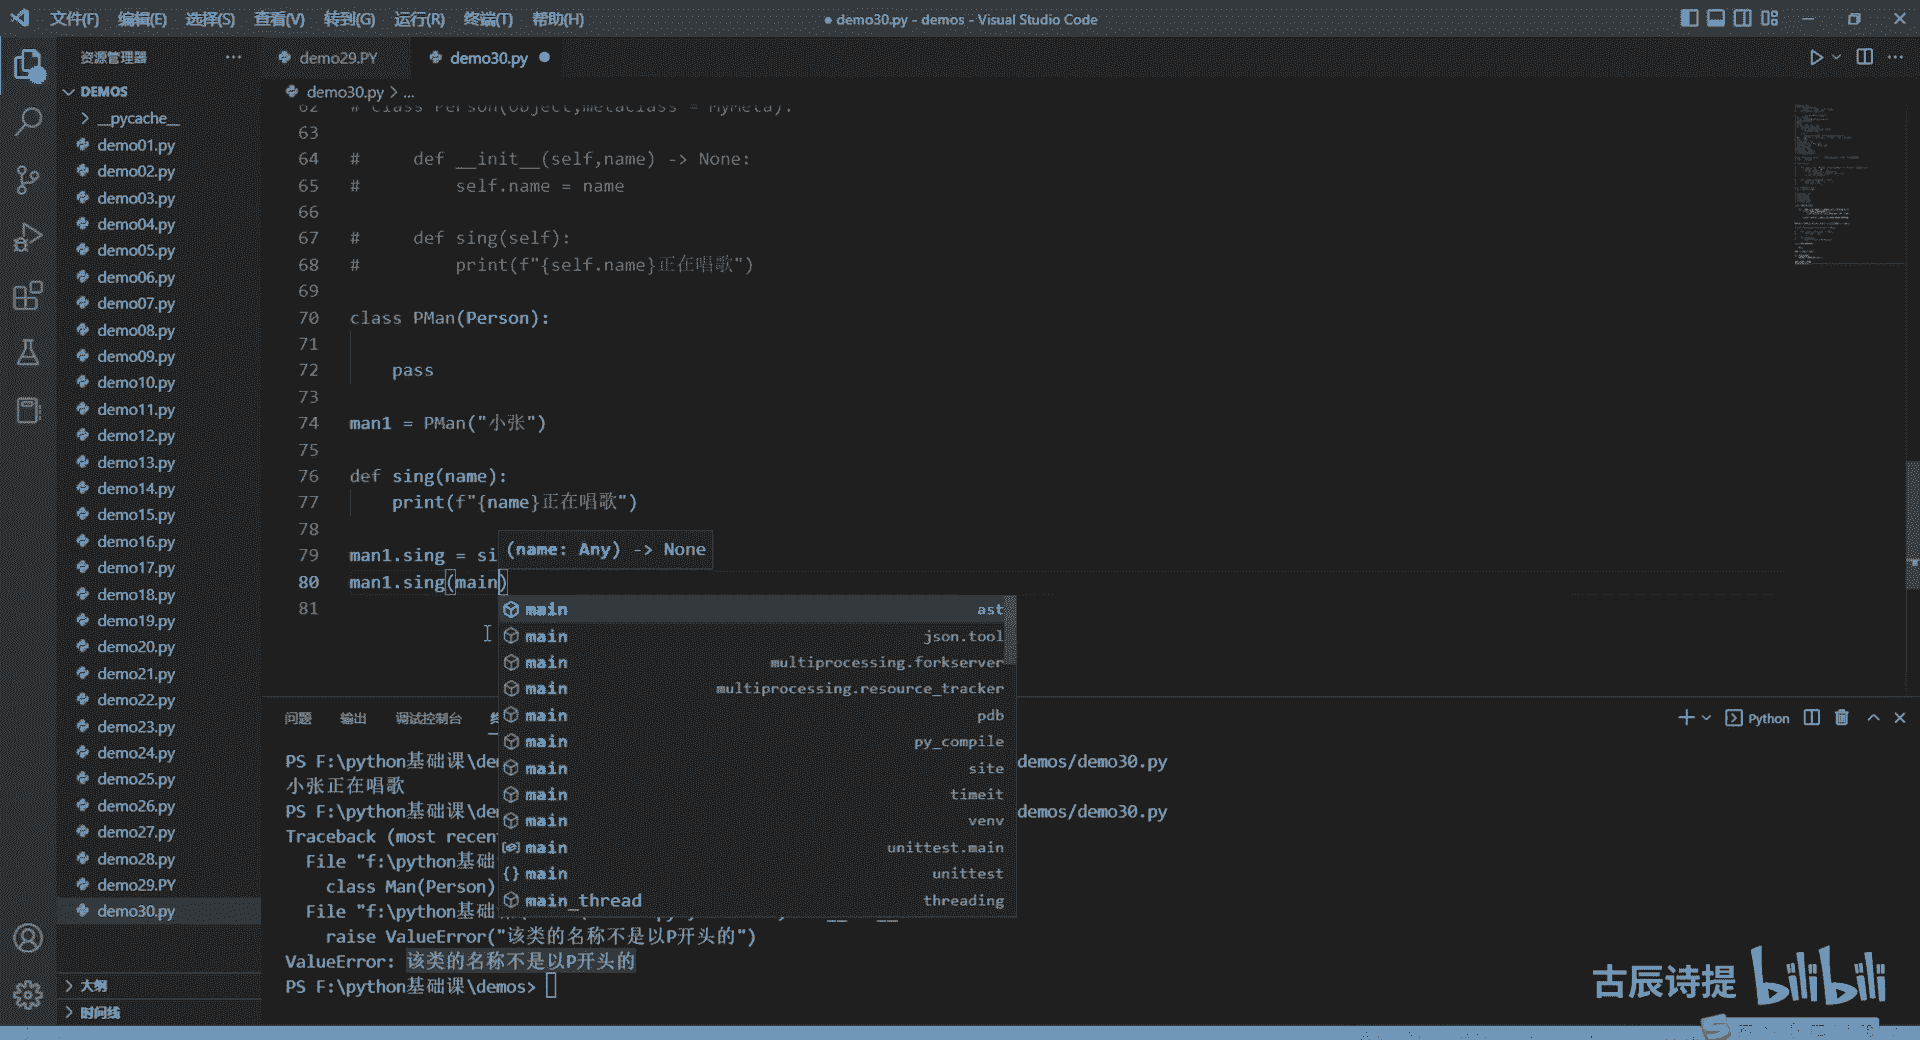 文件(F) 编辑(E) 选择(S) 查看(V) 转到(G) 运行(R) 终端(T) 帮助(H)
● demo30.py - demos - Visual Studio Code
资源管理器 ···
demo29.PY
demo30.py ●
DEMOS
demo30.py > ...
__pycache__
demo01.py
demo02.py
demo03.py
demo04.py
demo05.py
demo06.py
demo07.py
demo08.py
demo09.py
demo10.py
demo11.py
demo12.py
demo13.py
demo14.py
demo15.py
demo16.py
demo17.py
demo18.py
demo19.py
demo20.py
demo21.py
demo22.py
demo23.py
demo24.py
demo25.py
demo26.py
demo27.py
demo28.py
demo29.PY
demo30.py
大纲
时间线
62 # class Person(object,metaclass = MyMeta):
63
64 #     def __init__(self,name) -> None:
65 #         self.name = name
66
67 #     def sing(self):
68 #         print(f"{self.name}正在唱歌")
69
70 class PMan(Person):
71
72     pass
73
74 man1 = PMan("小张")
75
76 def sing(name):
77     print(f"{name}正在唱歌")
78
79 man1.sing = si
(name: Any) -> None
80 man1.sing(main)
81
main ast
main json.tool
main multiprocessing.forkserver
main multiprocessing.resource_tracker
main pdb
main py_compile
main site
main timeit
main venv
main unittest.main
main unittest
main_thread threading
问题 输出 调试控制台
Python
PS F:\python基础课\de
demos/demo30.py
小张正在唱歌
PS F:\python基础课\de
demos/demo30.py
Traceback (most recen
File "f:\python基础
class Man(Person)
File "f:\python基础
raise ValueError("该类的名称不是以P开头的")
ValueError: 该类的名称不是以P开头的
PS F:\python基础课\demos>
古辰诗提 bilibili